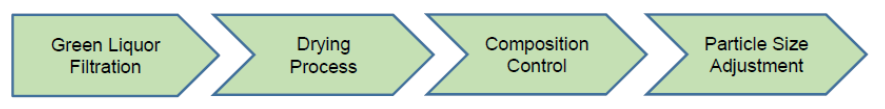 Green Liquor
Filtration
Drying
Process
Composition
Control
Particle Size
Adjustment